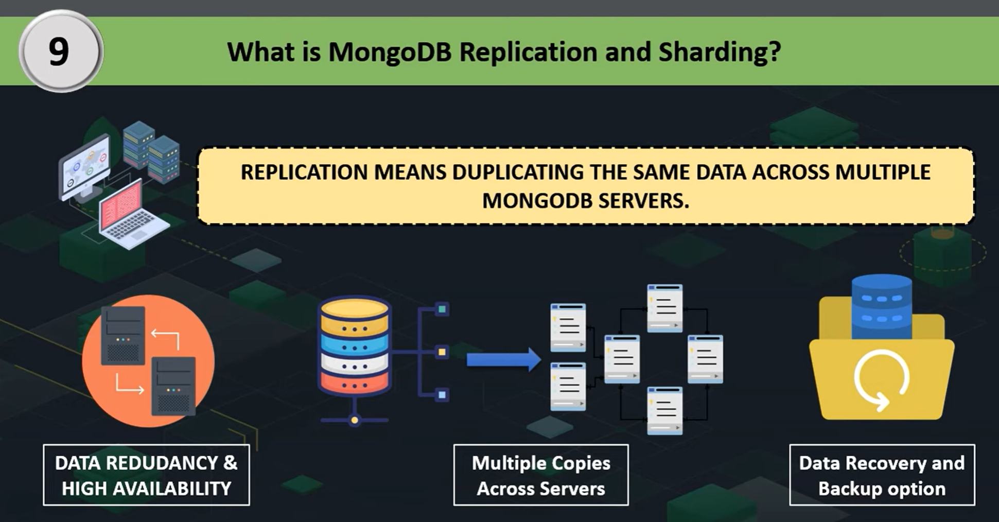 9
What is MongoDB Replication and Sharding?
REPLICATION MEANS DUPLICATING THE SAME DATA ACROSS MULTIPLE
MONGODB SERVERS.
DATA REDUDANCY &
HIGH AVAILABILITY
Multiple Copies
Across Servers
Data Recovery and
Backup option